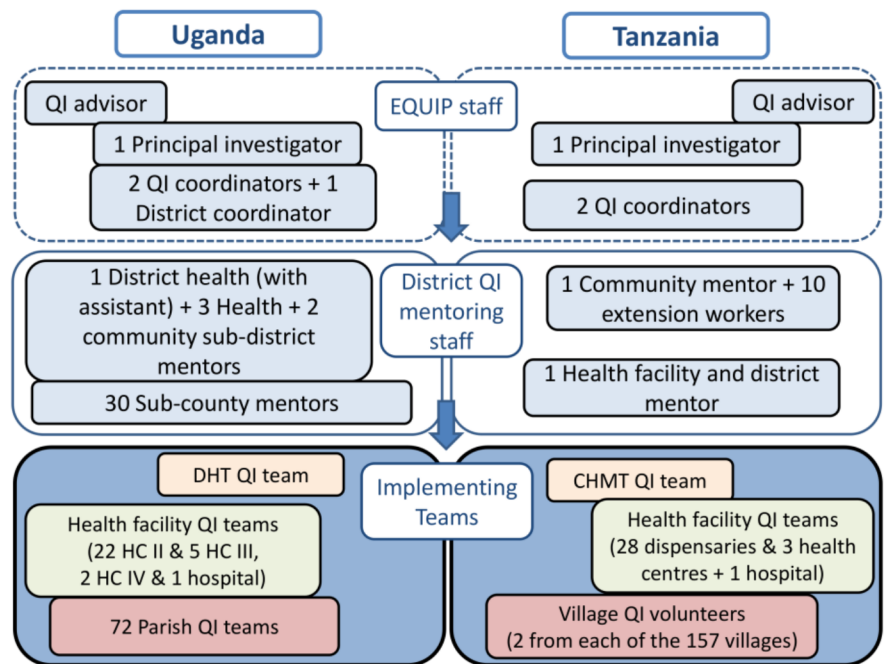 Uganda
Tanzania
EQUIP staff
QI advisor
1 Principal investigator
2 QI coordinators + 1
District coordinator
QI advisor
1 Principal investigator
2 QI coordinators
District QI
mentoring
staff
1 District health (with
assistant) + 3 Health + 2
community sub-district
mentors
30 Sub-county mentors
1 Community mentor + 10
extension workers
1 Health facility and district
mentor
Implementing
Teams
DHT QI team
Health facility QI teams
(22 HC II & 5 HC III,
2 HC IV & 1 hospital)
72 Parish QI teams
CHMT QI team
Health facility QI teams
(28 dispensaries & 3 health
centres + 1 hospital)
Village QI volunteers
(2 from each of the 157 villages)